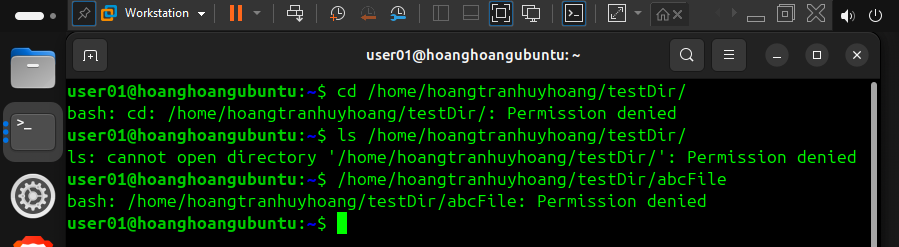 Workstation
user01@hoanghoangubuntu: ~
user01@hoanghoangubuntu:~$ cd /home/hoangtranhuyhoang/testDir/
bash: cd: /home/hoangtranhuyhoang/testDir/: Permission denied
user01@hoanghoangubuntu:~$ ls /home/hoangtranhuyhoang/testDir/
ls: cannot open directory '/home/hoangtranhuyhoang/testDir/': Permission denied
user01@hoanghoangubuntu:~$ /home/hoangtranhuyhoang/testDir/abcFile
bash: /home/hoangtranhuyhoang/testDir/abcFile: Permission denied
user01@hoanghoangubuntu:~$